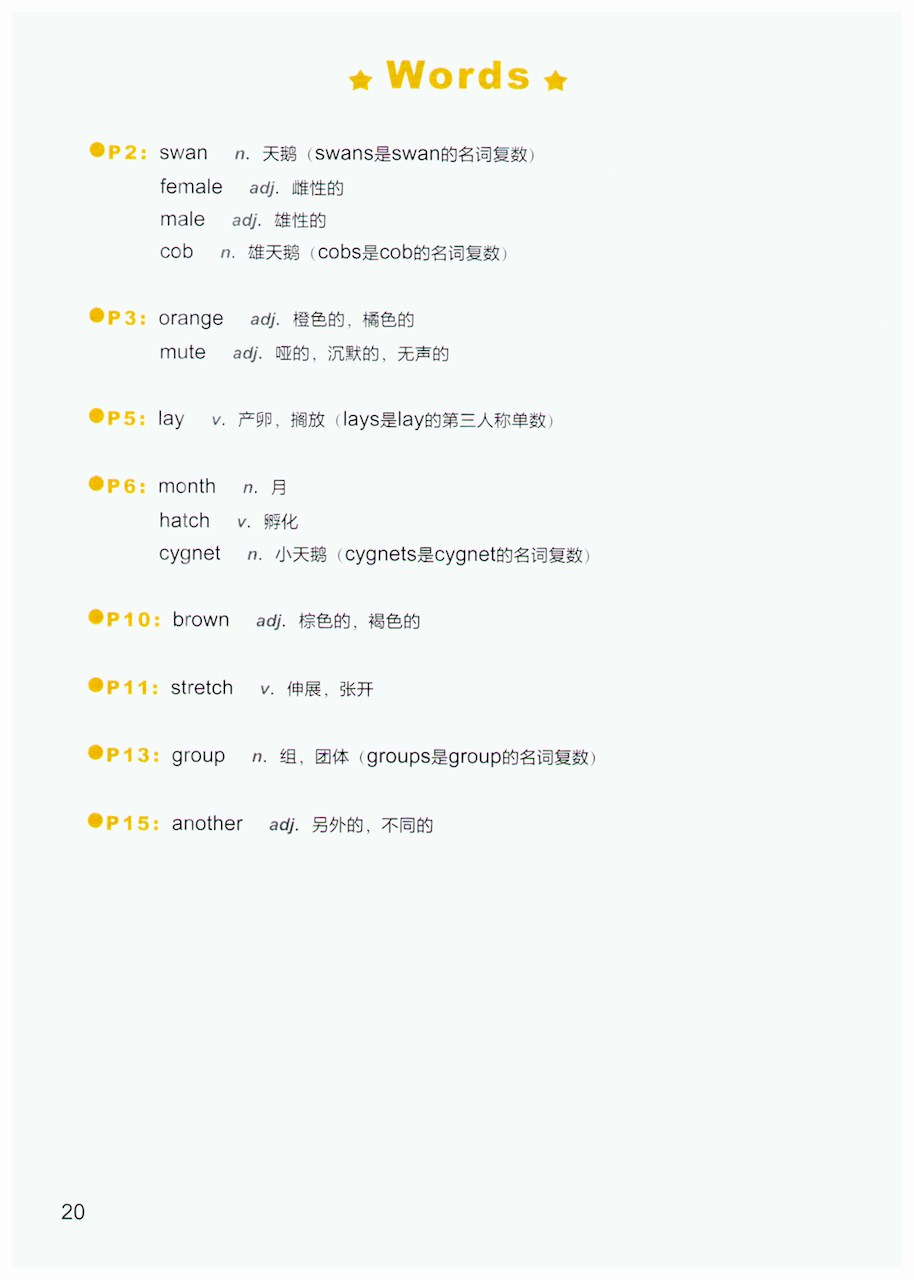 Words
P2: swan n. 天鹅（swans是swan的名词复数）
female adj. 雌性的
male adj. 雄性的
cob n. 雄天鹅（cobs是cob的名词复数）
P3: orange adj. 橙色的，橘色的
mute adj. 哑的，沉默的，无声的
P5: lay v. 产卵，搁放（lays是lay的第三人称单数）
P6: month n. 月
hatch v. 孵化
cygnet n. 小天鹅（cygnets是cygnet的名词复数）
P10: brown adj. 棕色的，褐色的
P11: stretch v. 伸展，张开
P13: group n. 组，团体（groups是group的名词复数）
P15: another adj. 另外的，不同的
20